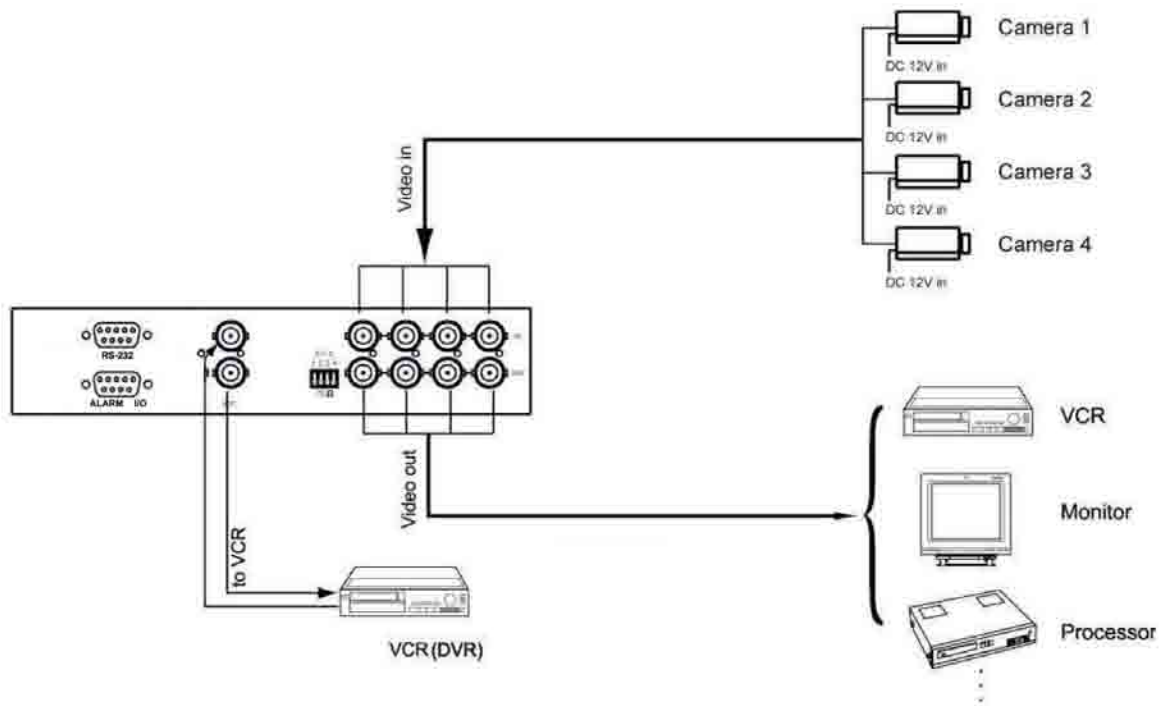 Camera 1
DC 12V in
Camera 2
DC 12V in
Camera 3
DC 12V in
Camera 4
DC 12V in
Video in
RS-232
ALARM I/O
Video out
to VCR
VCR (DVR)
VCR
Monitor
Processor